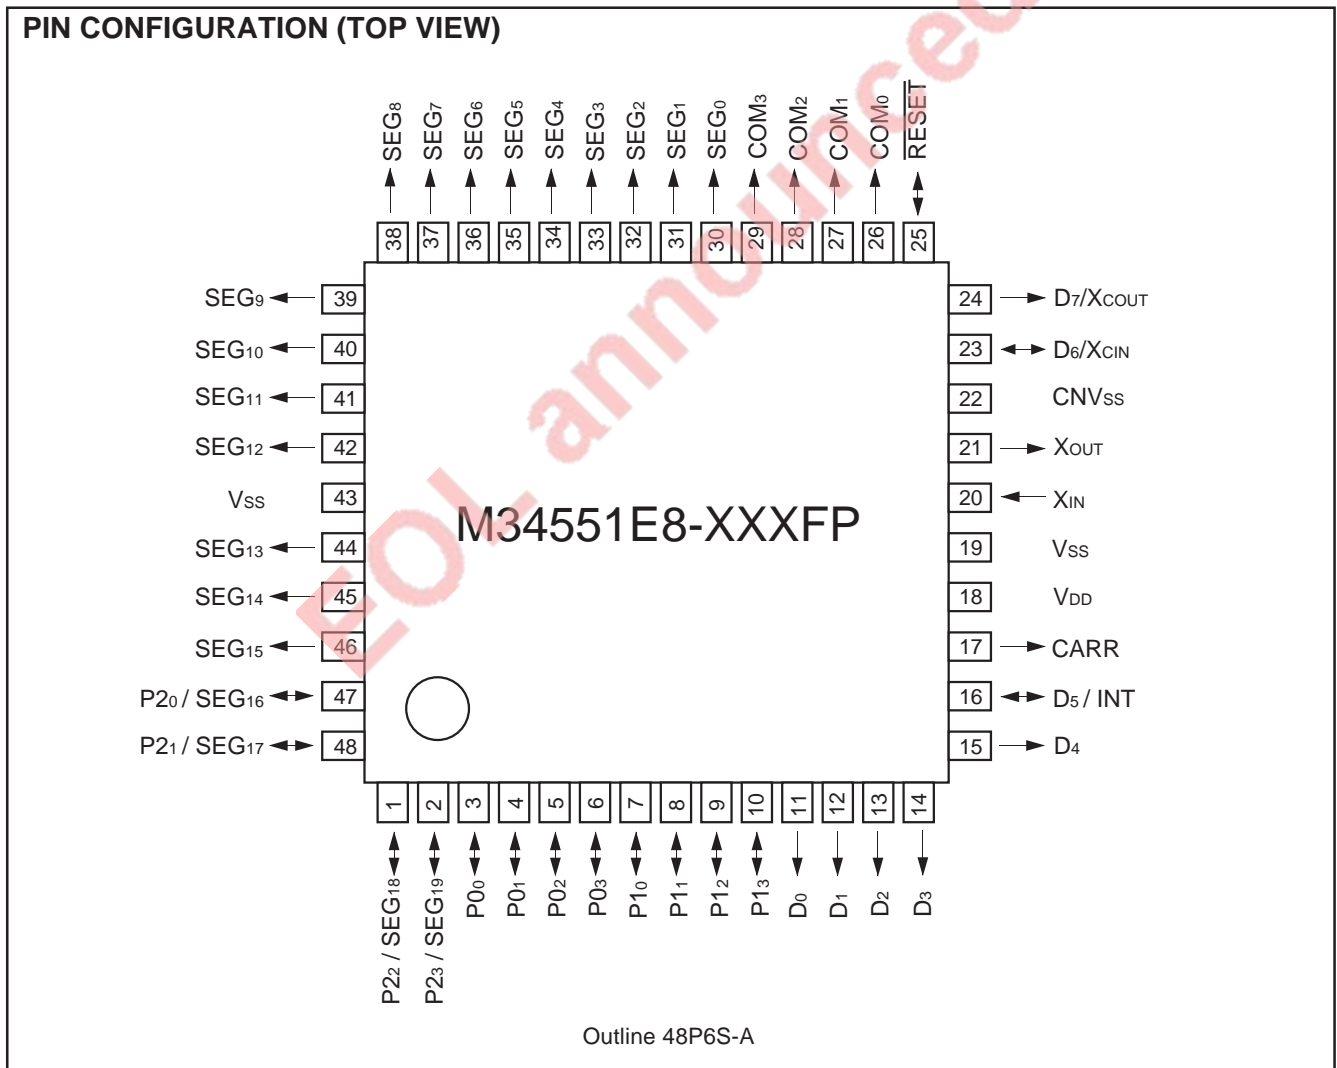 PIN CONFIGURATION (TOP VIEW)
SEG8
SEG7
SEG6
SEG5
SEG4
SEG3
SEG2
SEG1
SEG0
COM3
COM2
COM1
COM0
RESET
38
37
36
35
34
33
32
31
30
29
28
27
26
25
SEG9 39
SEG10 40
SEG11 41
SEG12 42
VSS 43
SEG13 44
SEG14 45
SEG15 46
P20 / SEG16 47
P21 / SEG17 48
M34551E8-XXXFP
EOL announced
24 D7/XCOUT
23 D6/XCIN
22 CNVSS
21 XOUT
20 XIN
19 VSS
18 VDD
17 CARR
16 D5 / INT
15 D4
1
2
3
4
5
6
7
8
9
10
11
12
13
14
P22 / SEG18
P23 / SEG19
P00
P01
P02
P03
P10
P11
P12
P13
D0
D1
D2
D3
Outline 48P6S-A